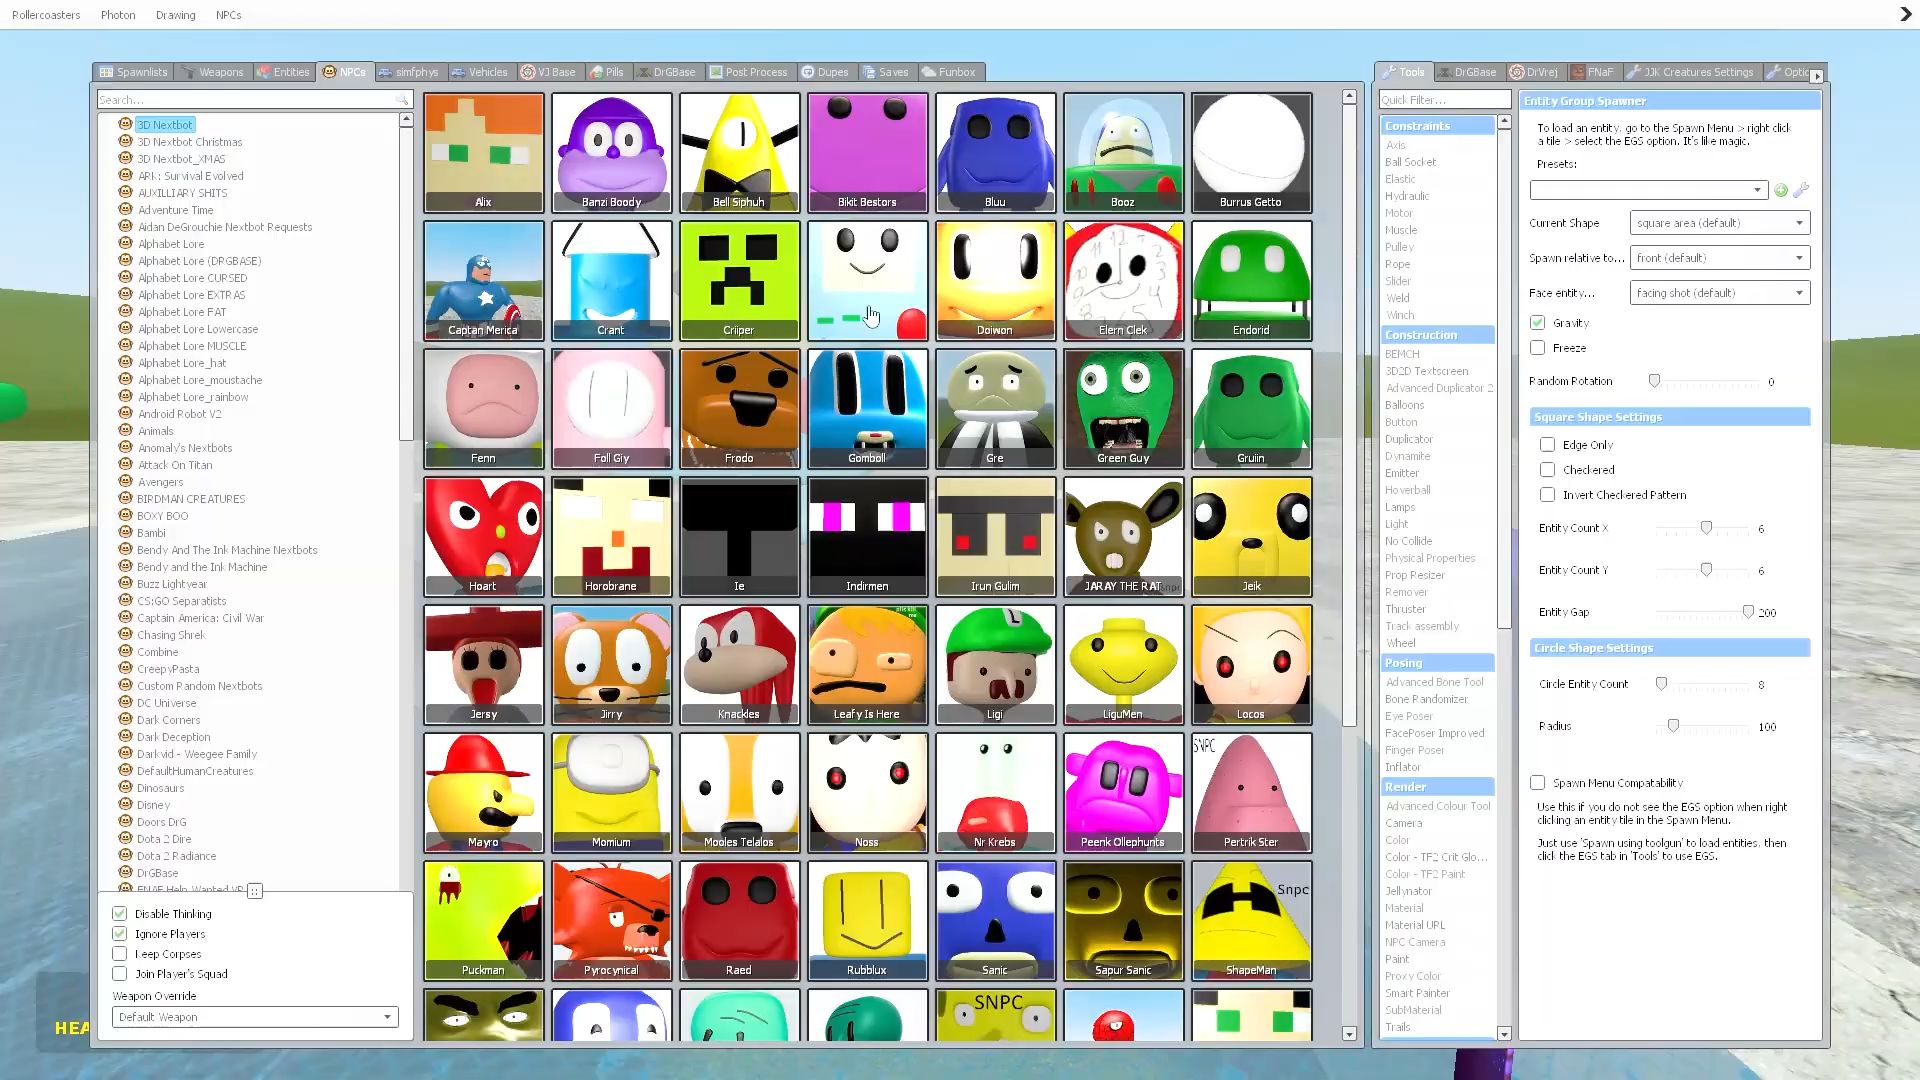 Rollercoasters Photon Drawing NPCs
Spawnlists Weapons Entities NPCs simfphys Vehicles VJ Base Pills DrGBase Post Process Dupes Saves Funbox
Search...
3D Nextbot
3D Nextbot Christmas
3D Nextbot_XMAS
ARK: Survival Evolved
AUXILLIARY SHITS
Adventure Time
Aidan DeGrouchie Nextbot Requests
Alphabet Lore
Alphabet Lore (DRGBASE)
Alphabet Lore CURSED
Alphabet Lore EXTRAS
Alphabet Lore FAT
Alphabet Lore Lowercase
Alphabet Lore MUSCLE
Alphabet Lore_hat
Alphabet Lore_moustache
Alphabet Lore_rainbow
Android Robot V2
Animals
Anomaly's Nextbots
Attack On Titan
Avengers
BIRDMAN CREATURES
BOXY BOO
Bambi
Bendy And The Ink Machine Nextbots
Bendy and the Ink Machine
Buzz Lightyear
CS:GO Separatists
Captain America: Civil War
Chasing Shrek
Combine
CreepyPasta
Custom Random Nextbots
DC Universe
Dark Corners
Dark Deception
Darkvid - Weegee Family
DefaultHumanCreatures
Dinosaurs
Disney
Doors DrG
Dota 2 Dire
Dota 2 Radiance
DrGBase
FNAF Help Wanted VR
Disable Thinking
Ignore Players
Keep Corpses
Join Player's Squad
Weapon Override
Default Weapon
HEA
Alix Banzi Boody Bell Siphuh Bikit Bestors Bluu Booz Burrus Getto
Captan Merica Crant Criiper Doiwon Elern Clek Endorid
Fenn Foll Giy Frodo Gomboll Gre Green Guy Gruiin
Hoart Horobrane Ie Indirmen Irun Gulim JARAY THE RAT snpc Jeik
Jersy Jirry Knackles Leafy Is Here Ligi LiguMen Locos
SNPC
Mayro Momium Mooles Telalos Noss Nr Krebs Peenk Ollephunts Pertrik Ster
Snpc
Puckman Pyrocynical Raed Rubblux Sanic Sapur Sanic ShapeMan
SNPC
Tools DrGBase DrVrej FNaF JJK Creatures Settings Optio
Quick Filter...
Constraints
Axis
Ball Socket
Elastic
Hydraulic
Motor
Muscle
Pulley
Rope
Slider
Weld
Winch
Construction
BEMCH
3D2D Textscreen
Advanced Duplicator 2
Balloons
Button
Duplicator
Dynamite
Emitter
Hoverball
Lamps
Light
No Collide
Physical Properties
Prop Resizer
Remover
Thruster
Track assembly
Wheel
Posing
Advanced Bone Tool
Bone Randomizer
Eye Poser
FacePoser Improved
Finger Poser
Inflator
Render
Advanced Colour Tool
Camera
Color
Color - TF2 Crit Glo...
Color - TF2 Paint
Jellynator
Material
Material URL
NPC Camera
Paint
Proxy Color
Smart Painter
SubMaterial
Trails
Entity Group Spawner
To load an entity, go to the Spawn Menu > right click
a tile > select the EGS option. It's like magic.
Presets:
Current Shape square area (default)
Spawn relative to... front (default)
Face entity... facing shot (default)
Gravity
Freeze
Random Rotation 0
Square Shape Settings
Edge Only
Checkered
Invert Checkered Pattern
Entity Count X 6
Entity Count Y 6
Entity Gap 200
Circle Shape Settings
Circle Entity Count 8
Radius 100
Spawn Menu Compatability
Use this if you do not see the EGS option when right
clicking an entity tile in the Spawn Menu.
Just use 'Spawn using toolgun' to load entities, then
click the EGS tab in 'Tools' to use EGS.